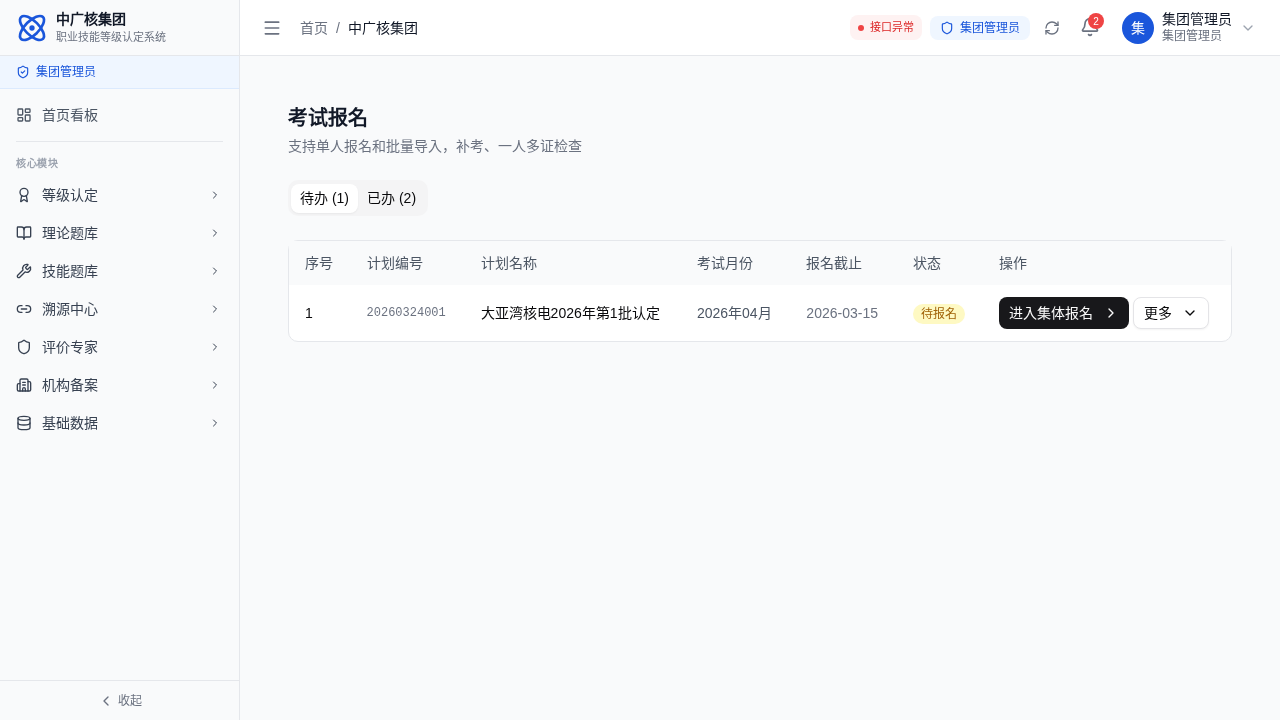 中广核集团
职业技能等级认定系统
集团管理员
首页看板
核心模块
等级认定
理论题库
技能题库
溯源中心
评价专家
机构备案
基础数据
收起
首页 / 中广核集团
接口异常
集团管理员
2
集
集团管理员
集团管理员
考试报名
支持单人报名和批量导入，补考、一人多证检查
待办 (1) 已办 (2)
序号 计划编号 计划名称 考试月份 报名截止 状态 操作
1 20260324001 大亚湾核电2026年第1批认定 2026年04月 2026-03-15 待报名 进入集体报名 更多